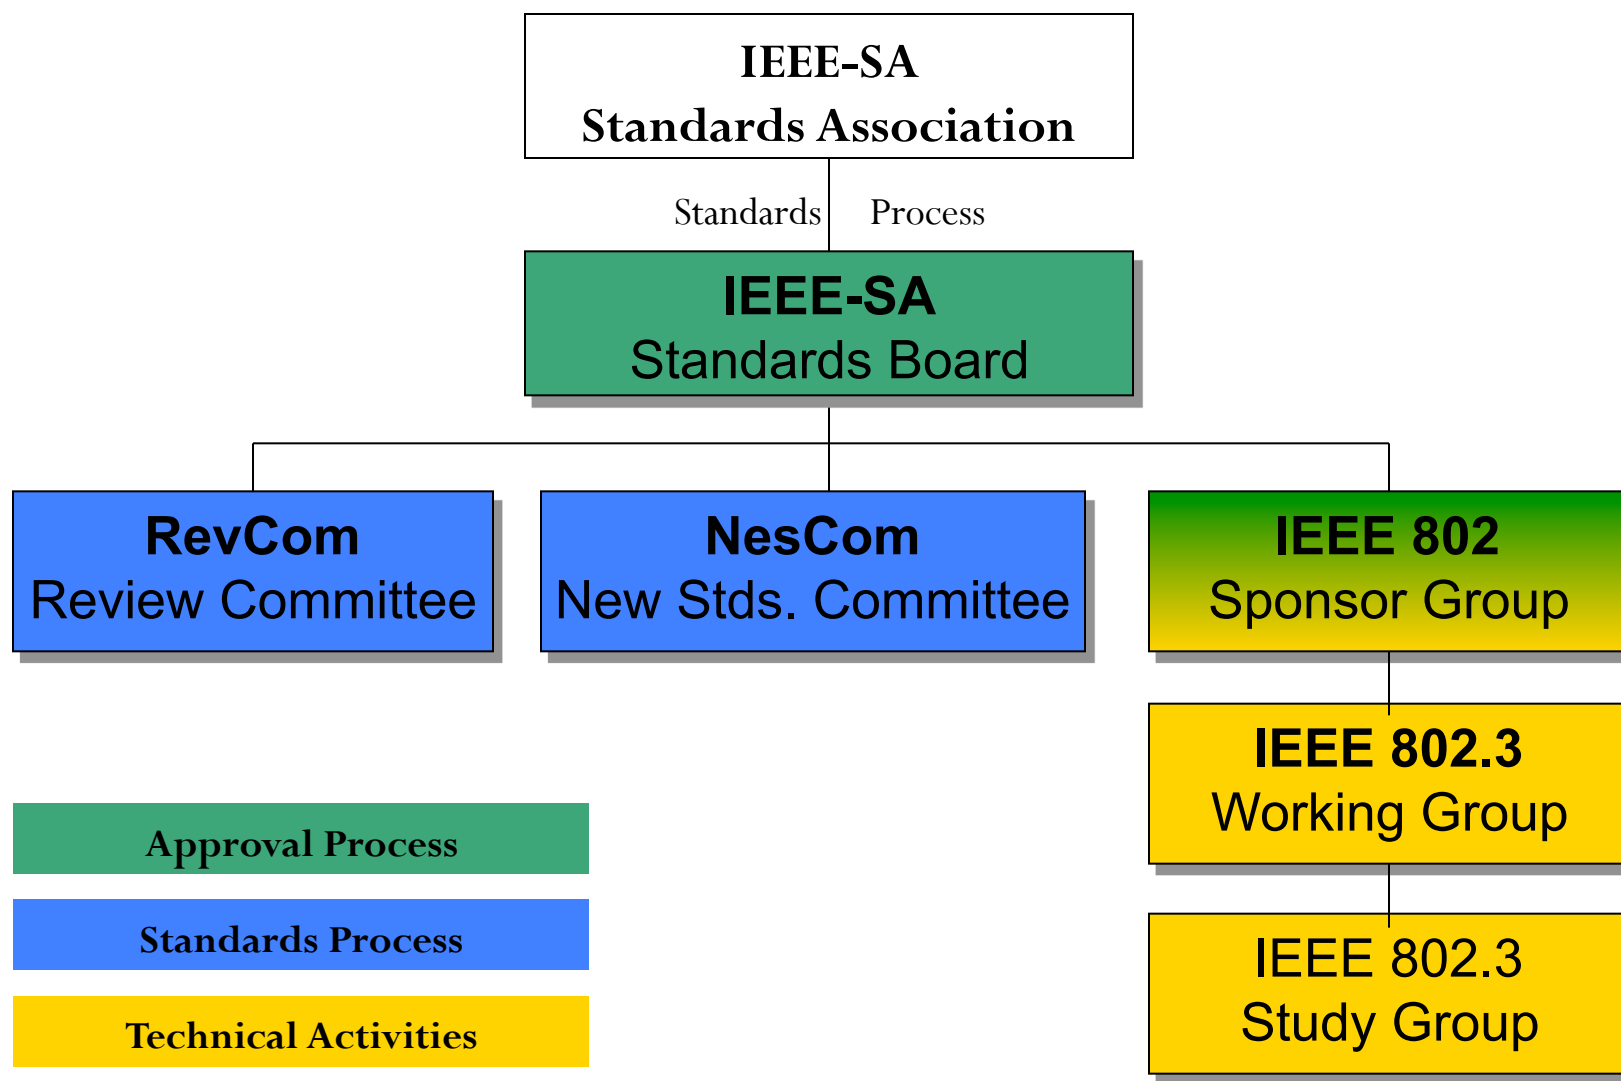 IEEE-SA
Standards Association
Standards Process
IEEE-SA
Standards Board
RevCom
Review Committee
NesCom
New Stds. Committee
IEEE 802
Sponsor Group
IEEE 802.3
Working Group
IEEE 802.3
Study Group
Approval Process
Standards Process
Technical Activities